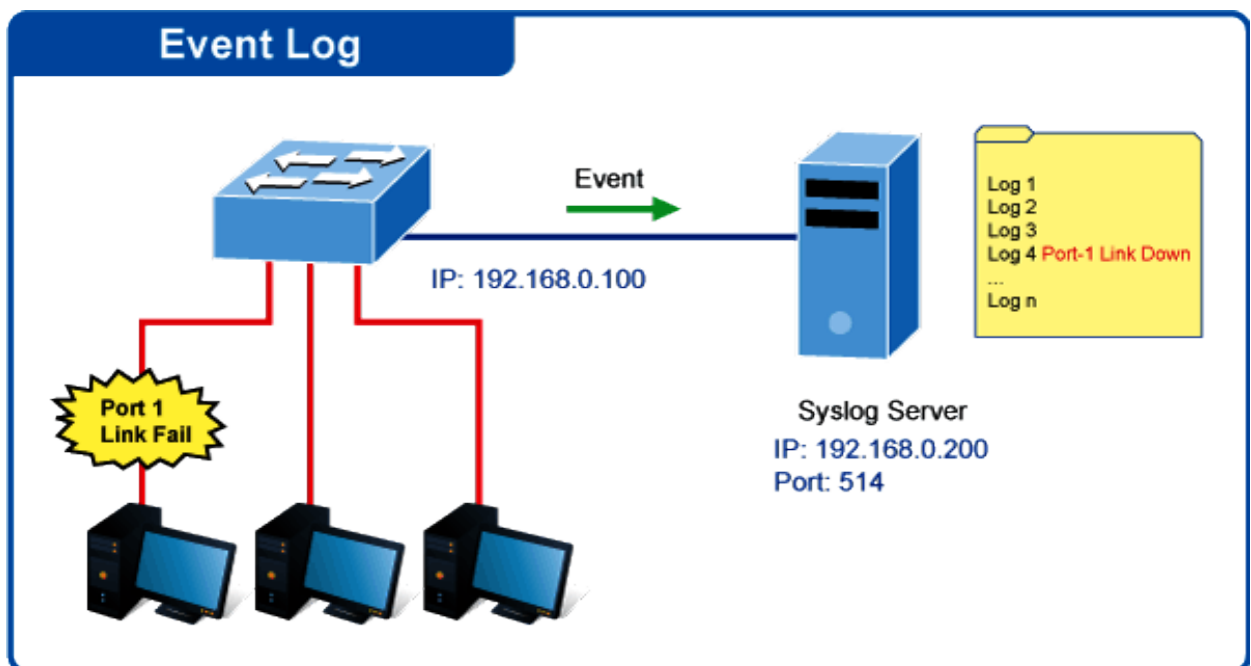 Event Log
Event
IP: 192.168.0.100
Port 1
Link Fail
Log 1
Log 2
Log 3
Log 4 Port-1 Link Down
...
Log n
Syslog Server
IP: 192.168.0.200
Port: 514